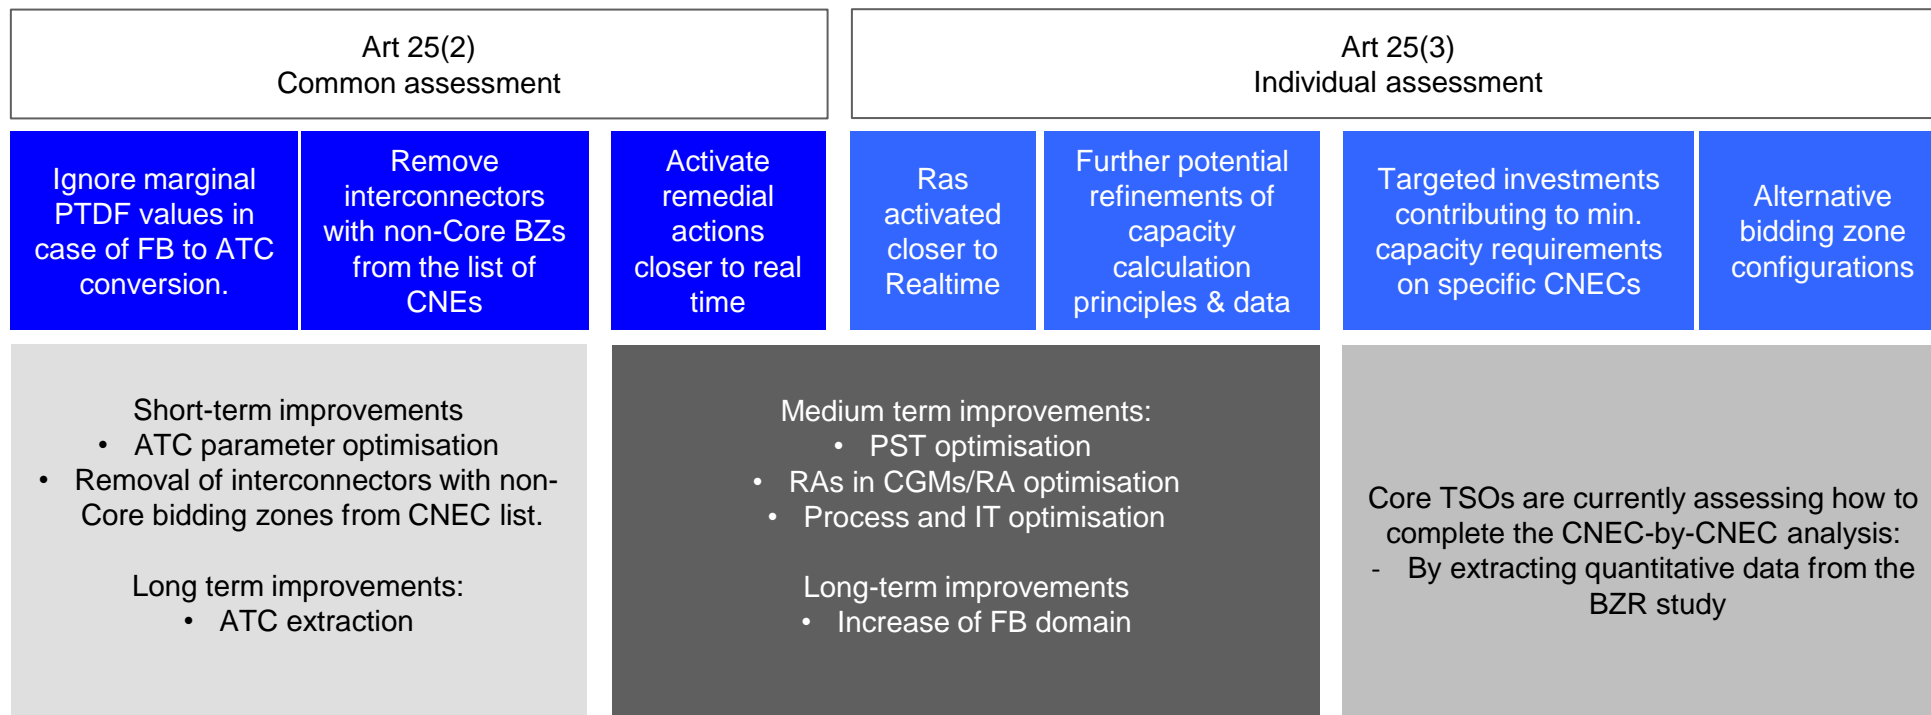 Art 25(2)
Common assessment
Art 25(3)
Individual assessment
Ignore marginal
PTDF values in
case of FB to ATC
conversion.
Remove
interconnectors
with non-Core BZs
from the list of
CNEs
Activate
remedial
actions
closer to real
time
Ras
activated
closer to
Realtime
Further potential
refinements of
capacity
calculation
principles & data
Targeted investments
contributing to min.
capacity requirements
on specific CNECs
Alternative
bidding zone
configurations
Short-term improvements
• ATC parameter optimisation
• Removal of interconnectors with non-
Core bidding zones from CNEC list.
Long term improvements:
• ATC extraction
Medium term improvements:
• PST optimisation
• RAs in CGMs/RA optimisation
• Process and IT optimisation
Long-term improvements
• Increase of FB domain
Core TSOs are currently assessing how to
complete the CNEC-by-CNEC analysis:
- By extracting quantitative data from the
BZR study